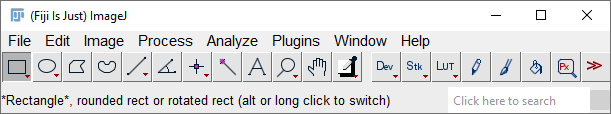 (Fiji Is Just) ImageJ
File Edit Image Process Analyze Plugins Window Help
A Dev Stk LUT Px >>
*Rectangle*, rounded rect or rotated rect (alt or long click to switch) Click here to search